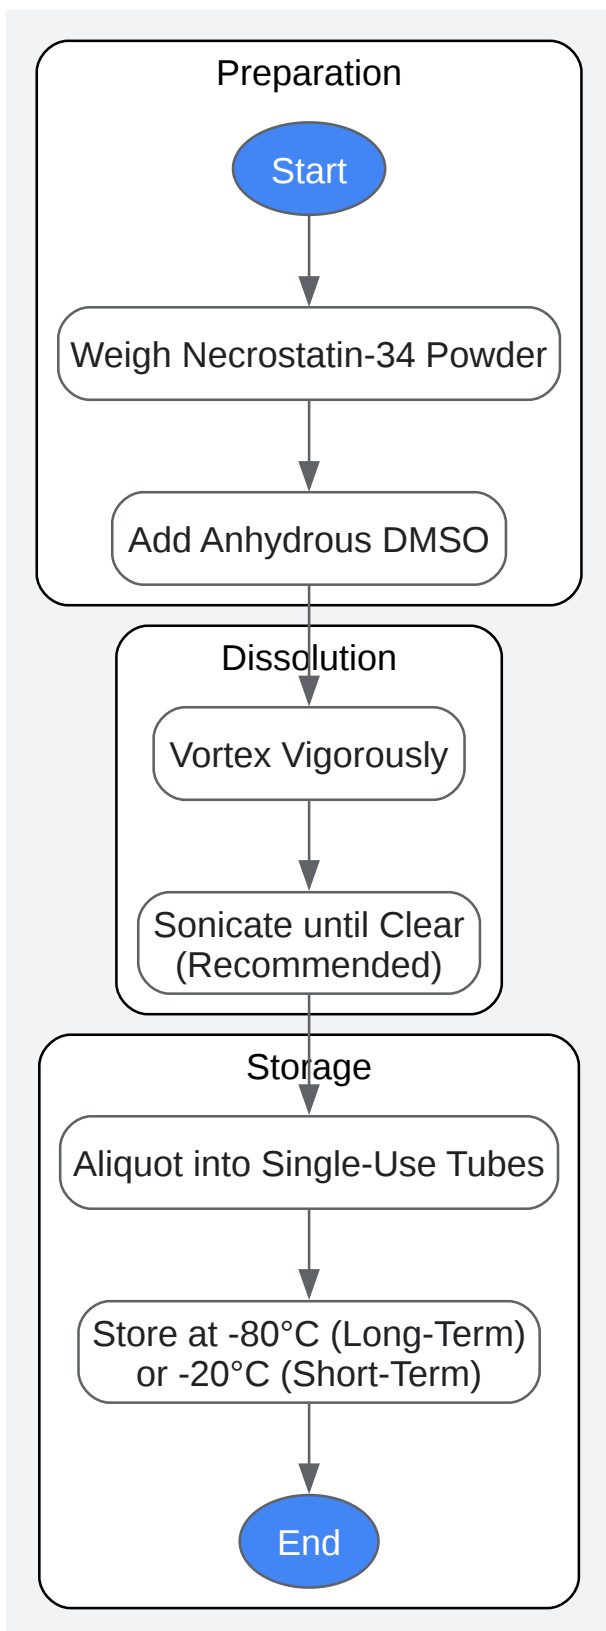 Preparation
Start
Weigh Necrostatin-34 Powder
Add Anhydrous DMSO
Dissolution
Vortex Vigorously
Sonicate until Clear
(Recommended)
Storage
Aliquot into Single-Use Tubes
Store at -80°C (Long-Term)
or -20°C (Short-Term)
End